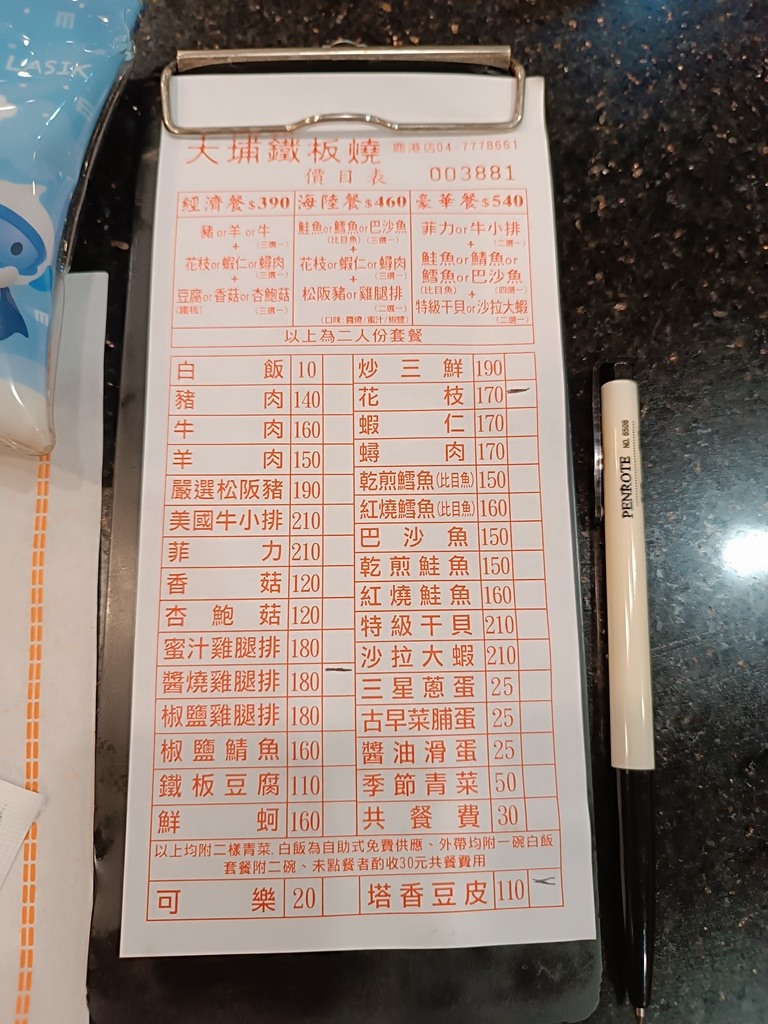 LASIK
大埔鐵板燒 鹿港店04 7778661
價目表 003881
經濟餐$390 海陸餐$460 豪華餐$540
豬or羊or牛
(三選一)
+
花枝or蝦仁or蟳肉
(三選一)
+
豆腐or香菇or杏鮑菇
(鐵板) (三選一)
鮭魚or鱈魚or巴沙魚
(比目魚) (三選一)
+
花枝or蝦仁or蟳肉
(三選一)
+
松阪豬or雞腿排
(二選一)
(口味:醬燒/蜜汁/椒鹽)
菲力or牛小排
(二選一)
+
鮭魚or鯖魚or
鱈魚or巴沙魚
(比目魚) (四選一)
+
特級干貝or沙拉大蝦
(二選一)
以上為二人份套餐
白飯 10 炒三鮮 190
豬肉 140 花枝 170
牛肉 160 蝦仁 170
羊肉 150 蟳肉 170
嚴選松阪豬 190 乾煎鱈魚(比目魚) 150
美國牛小排 210 紅燒鱈魚(比目魚) 160
菲力 210 巴沙魚 150
香菇 120 乾煎鮭魚 150
杏鮑菇 120 紅燒鮭魚 160
蜜汁雞腿排 180 特級干貝 210
醬燒雞腿排 180 沙拉大蝦 210
椒鹽雞腿排 180 三星蔥蛋 25
椒鹽鯖魚 160 古早菜脯蛋 25
鐵板豆腐 110 醬油滑蛋 25
鮮蚵 160 季節青菜 50
共餐費 30
以上均附二樣青菜.白飯為自助式免費供應、外帶均附一碗白飯
套餐附二碗、未點餐者酌收30元共餐費用
可樂 20 塔香豆皮 110
PENROTE NO. 6506